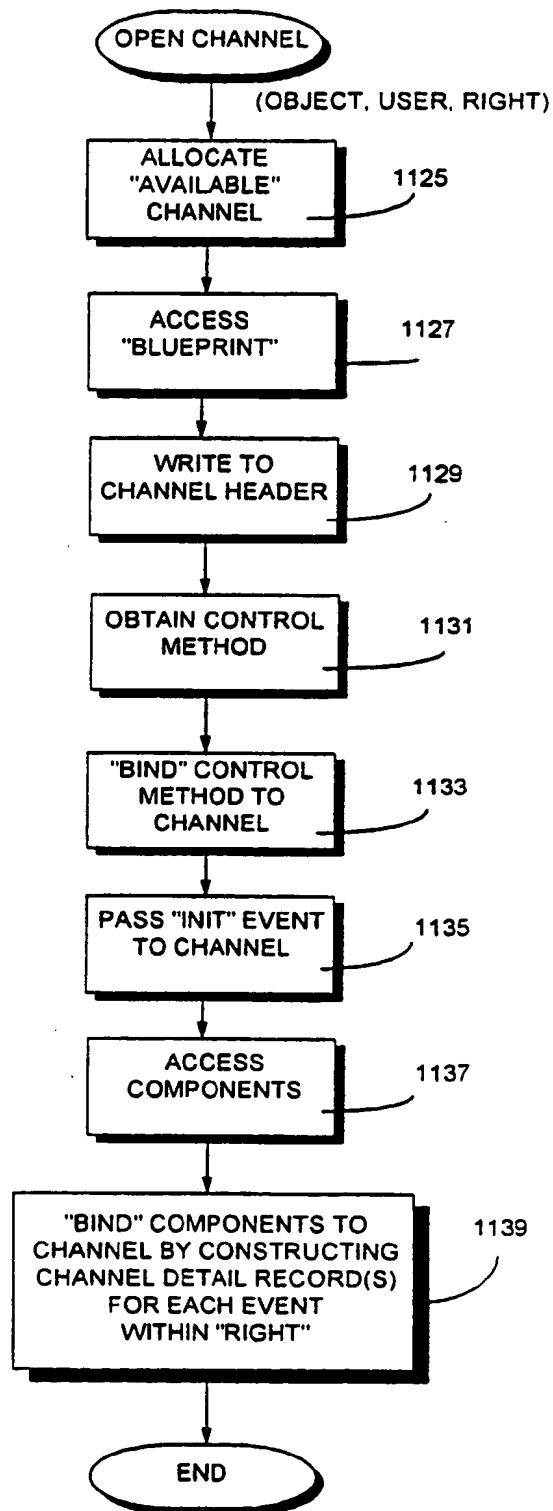 OPEN CHANNEL
(OBJECT, USER, RIGHT)
ALLOCATE
"AVAILABLE"
CHANNEL
1125
ACCESS
"BLUEPRINT"
1127
WRITE TO
CHANNEL HEADER
1129
OBTAIN CONTROL
METHOD
1131
"BIND" CONTROL
METHOD TO
CHANNEL
1133
PASS "INIT" EVENT
TO CHANNEL
1135
ACCESS
COMPONENTS
1137
"BIND" COMPONENTS TO
CHANNEL BY CONSTRUCTING
CHANNEL DETAIL RECORD(S)
FOR EACH EVENT
WITHIN "RIGHT"
1139
END